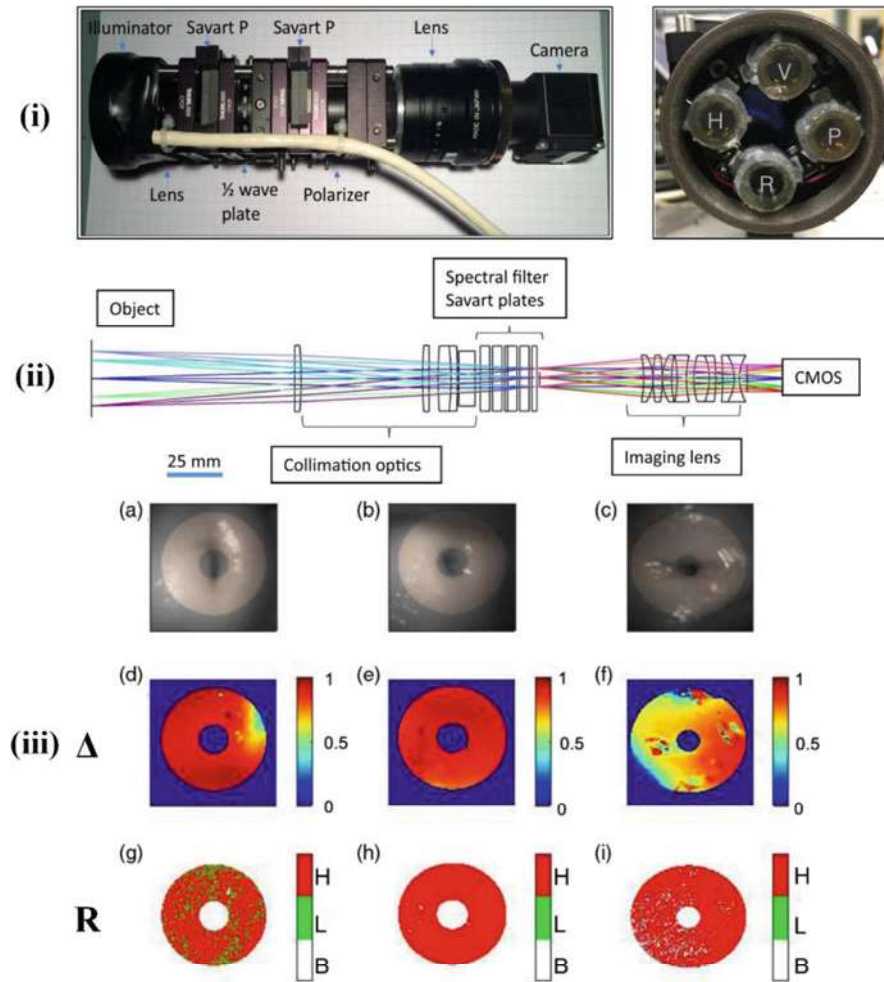 (i)
Illuminator
Savart P
Savart P
Lens
Camera
Lens
½ wave
plate
Polarizer
V
H
P
R
(ii)
Object
Spectral filter
Savart plates
CMOS
25 mm
Collimation optics
Imaging lens
(iii)
(a)
(b)
(c)
Δ
(d)
1
0.5
0
(e)
1
0.5
0
(f)
1
0.5
0
R
(g)
H
L
B
(h)
H
L
B
(i)
H
L
B